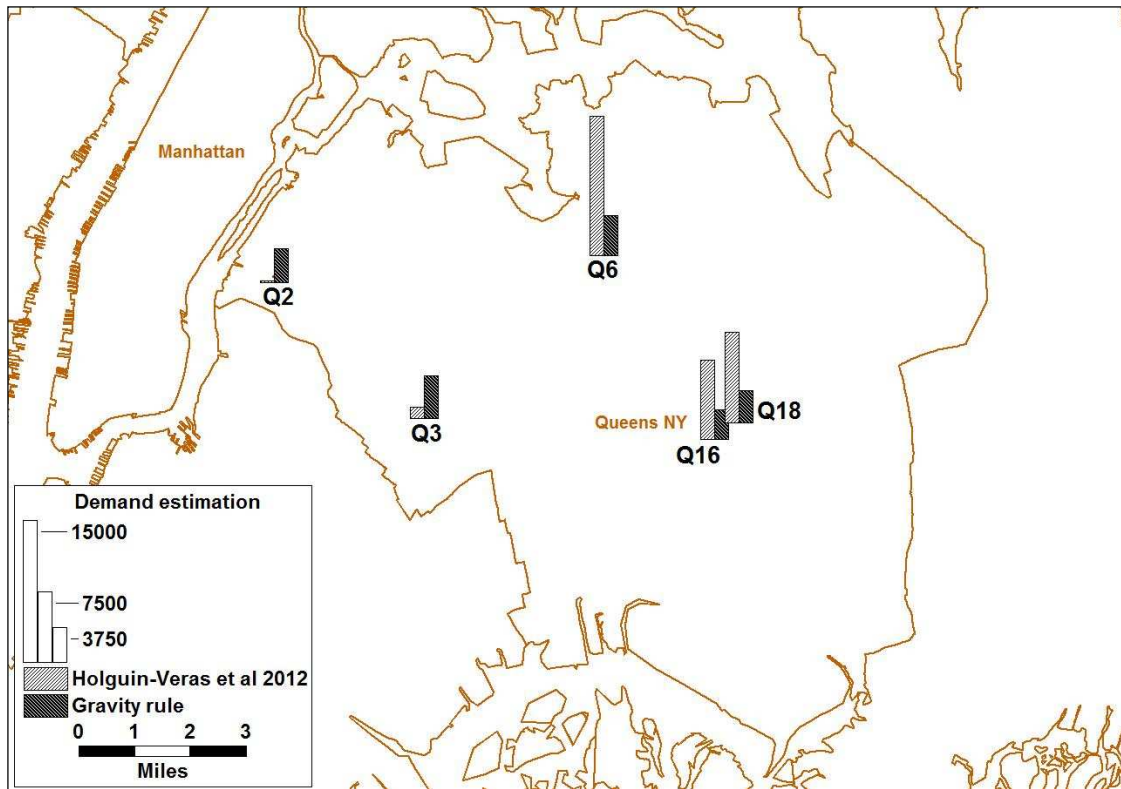 Manhattan
Q6
Q2
Q3
Queens NY
Q18
Q16
Demand estimation
15000
7500
3750
Holguin-Veras et al 2012
Gravity rule
0 1 2 3
Miles